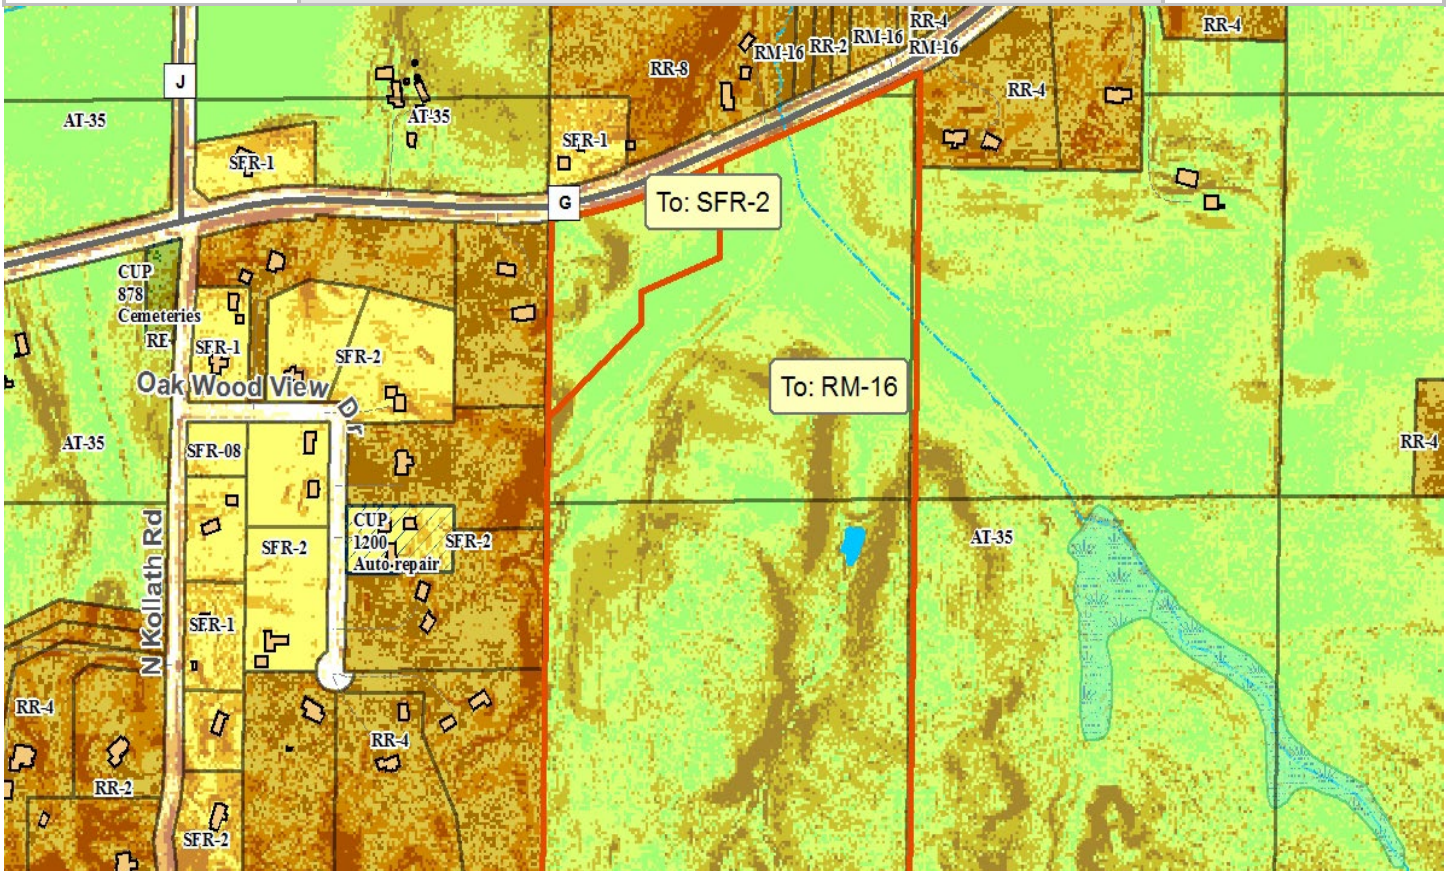 RR-4
RM-16
RR-2
RM-16
RM-16
RR-4
RR-8
J
RR-4
AT-35
AT-35
SFR-1
SFR-1
G
To: SFR-2
CUP
878
Cemeteries
RE
SFR-1
SFR-2
Oak Wood View Dr
To: RM-16
AT-35
SFR-08
RR-4
CUP
1200
Auto repair
SFR-2
SFR-2
AT-35
N Kollath Rd
SFR-1
RR-4
RR-4
RR-2
SFR-2